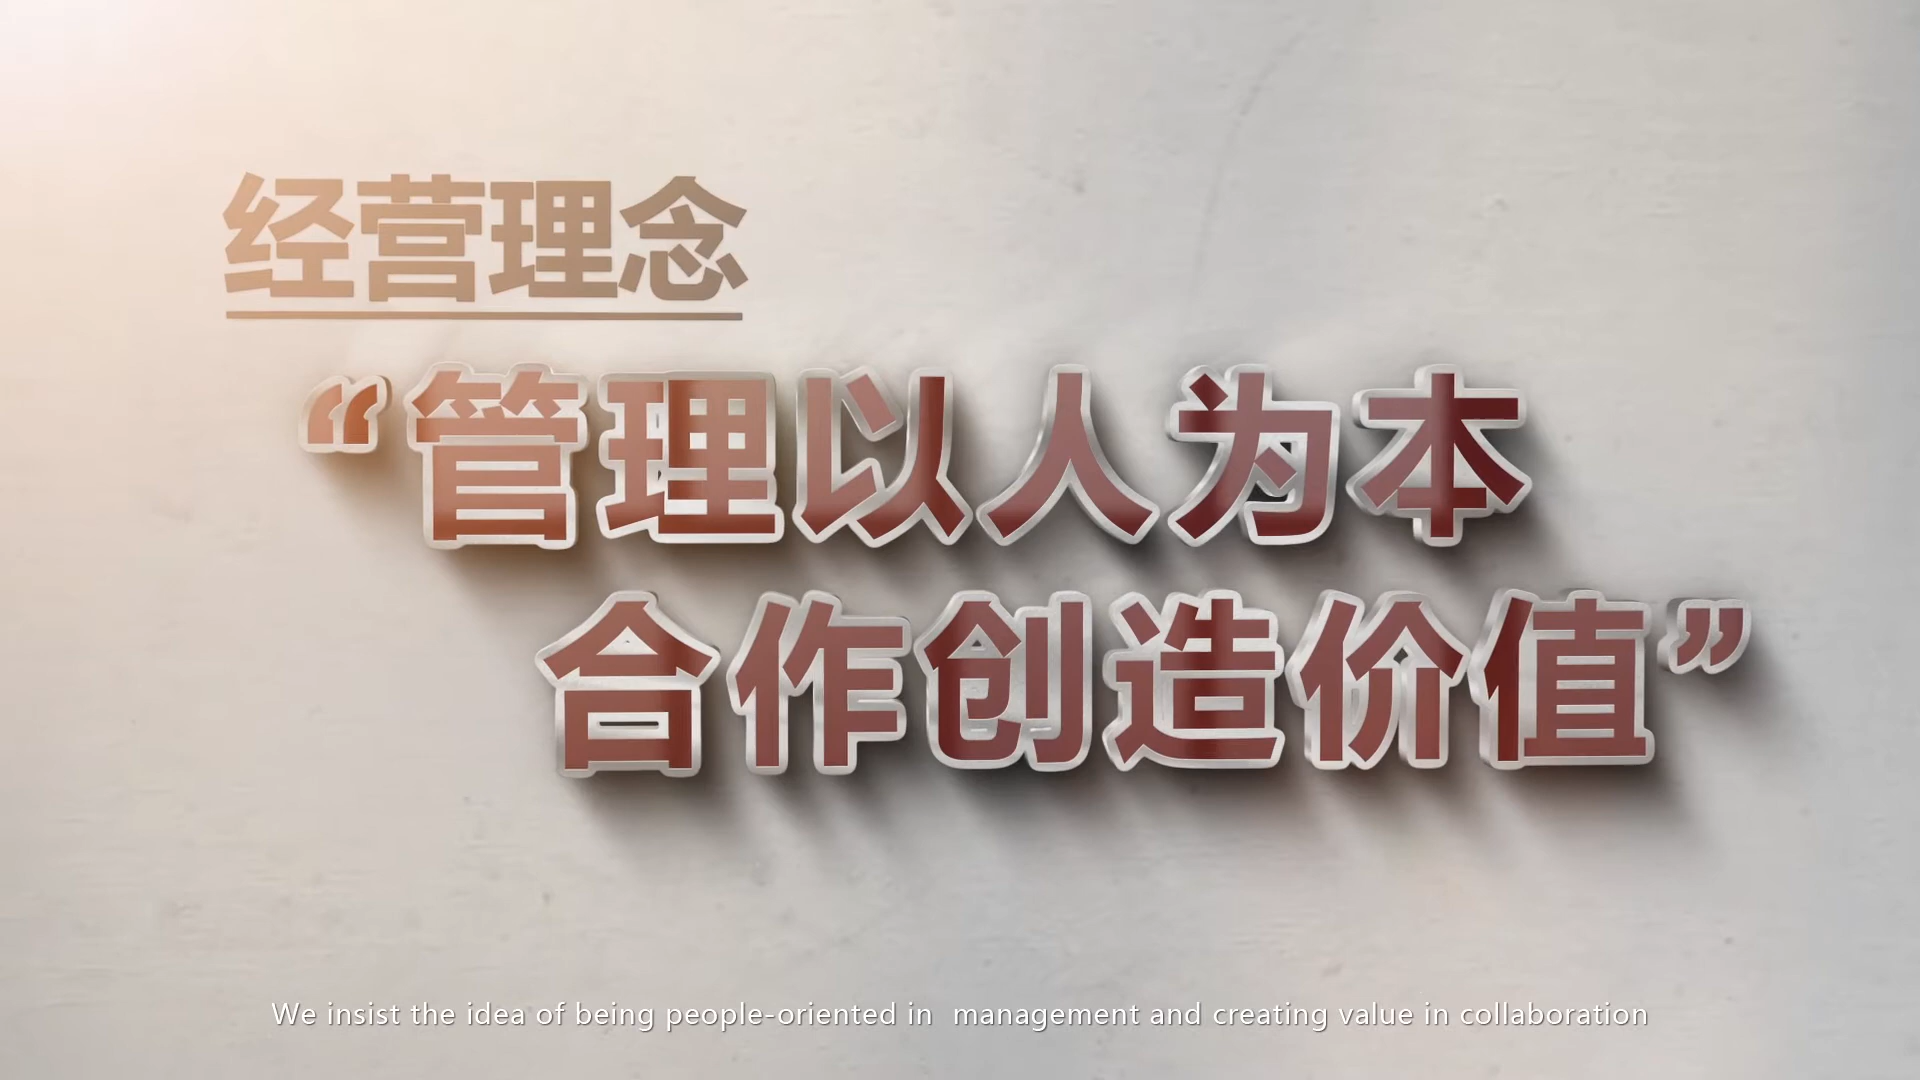 经营理念
“管理以人为本
合作创造价值”
We insist the idea of being people-oriented in  management and creating value in collaboration